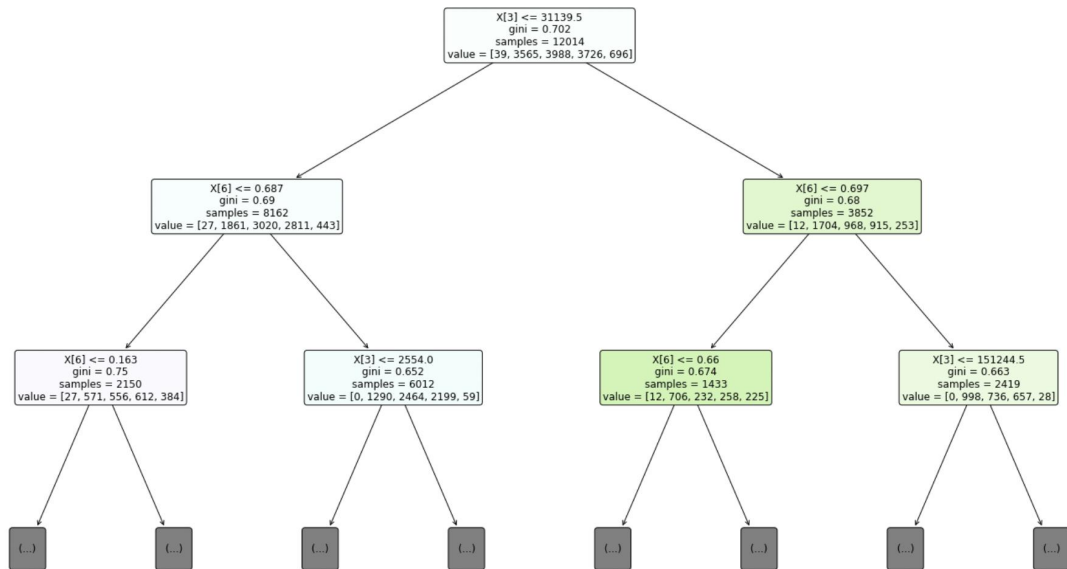 X[3] <= 31139.5
gini = 0.702
samples = 12014
value = [39, 3565, 3988, 3726, 696]
X[6] <= 0.687
gini = 0.69
samples = 8162
value = [27, 1861, 3020, 2811, 443]
X[6] <= 0.697
gini = 0.68
samples = 3852
value = [12, 1704, 968, 915, 253]
X[6] <= 0.163
gini = 0.75
samples = 2150
value = [27, 571, 556, 612, 384]
X[3] <= 2554.0
gini = 0.652
samples = 6012
value = [0, 1290, 2464, 2199, 59]
X[6] <= 0.66
gini = 0.674
samples = 1433
value = [12, 706, 232, 258, 225]
X[3] <= 151244.5
gini = 0.663
samples = 2419
value = [0, 998, 736, 657, 28]
(...)
(...)
(...)
(...)
(...)
(...)
(...)
(...)